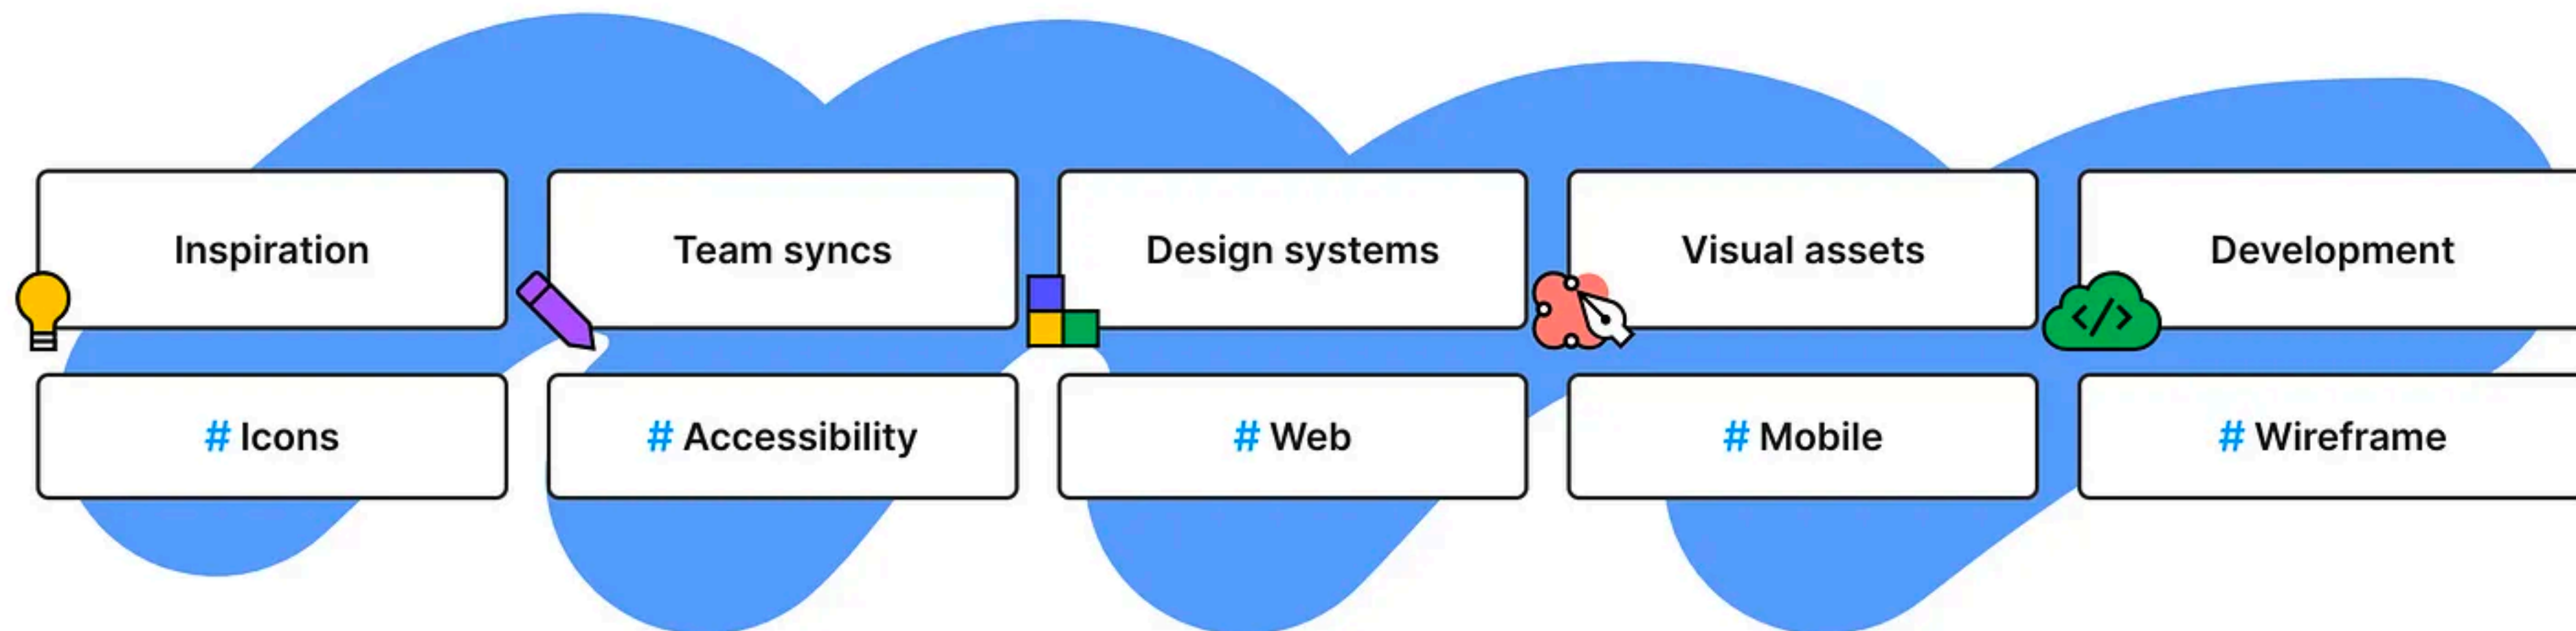 Inspiration
Team syncs
Design systems
Visual assets
Development
</>
# Icons
# Accessibility
# Web
# Mobile
# Wireframe